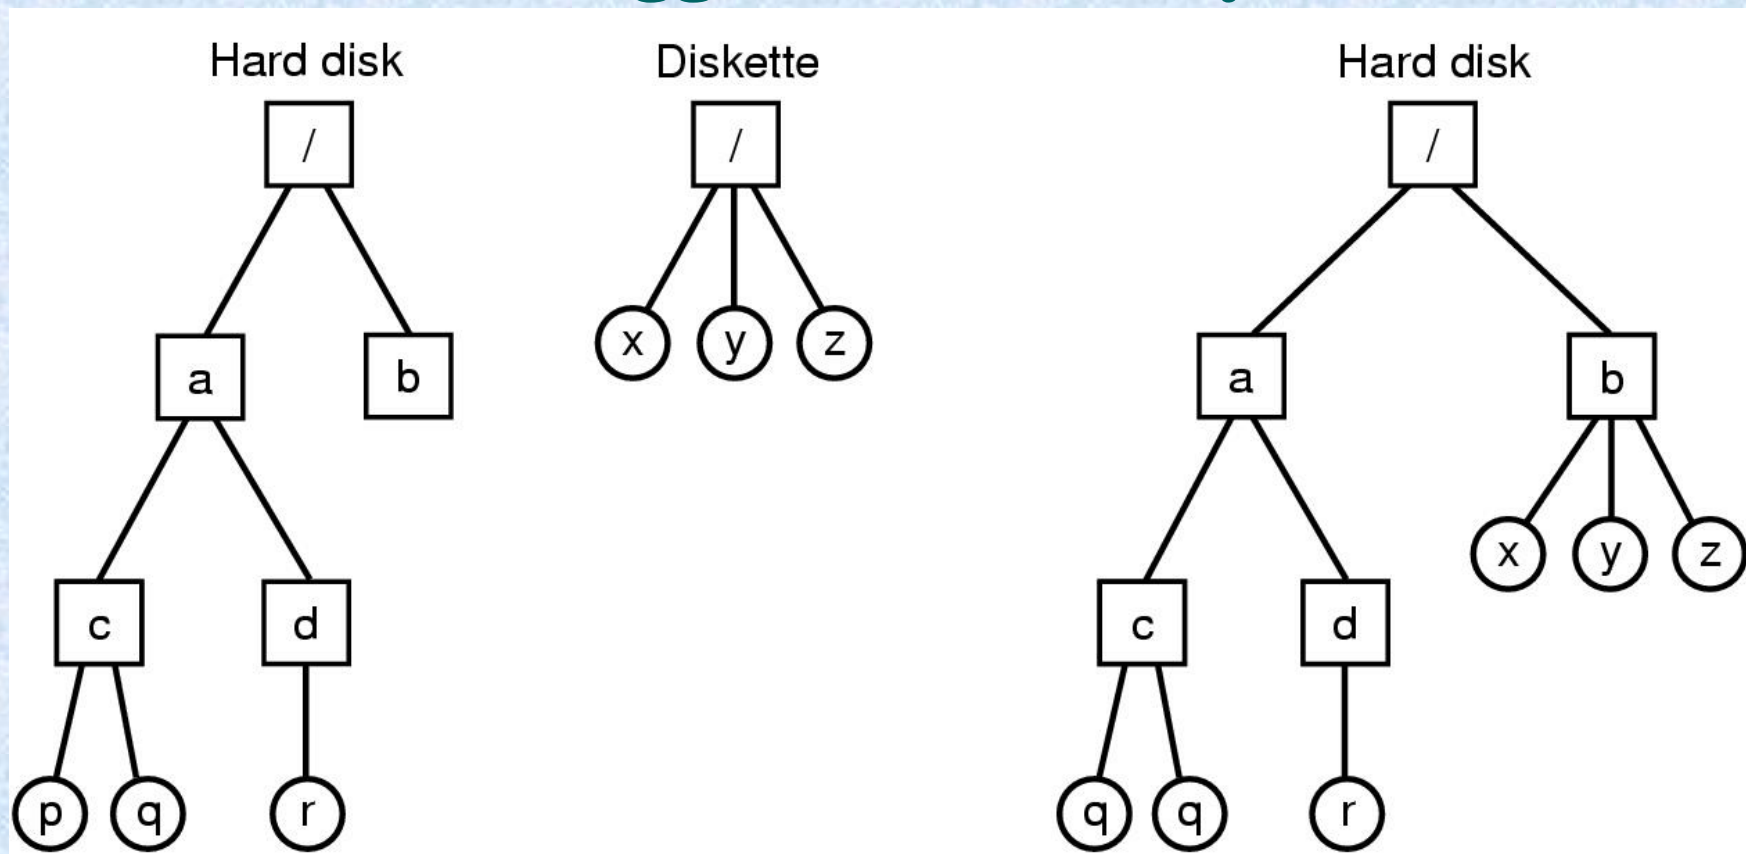 Hard disk Diskette Hard disk
/ / /
x y z
a b a b
x y z
c d c d
p q r q q r